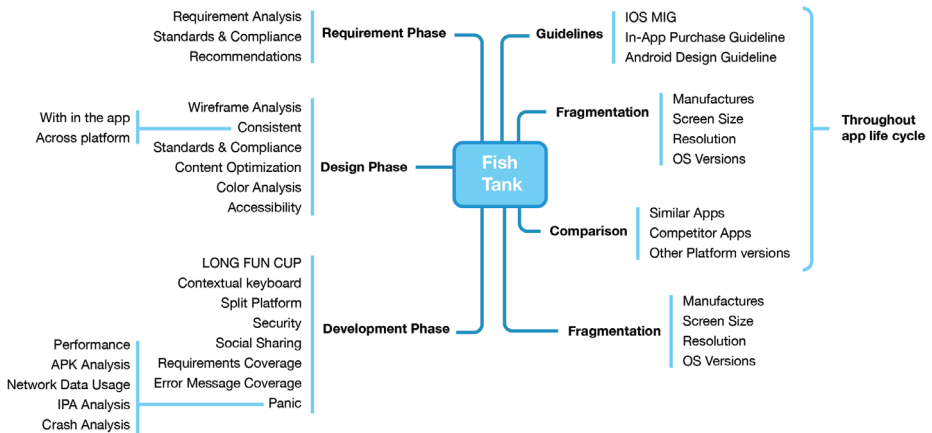 Requirement Analysis
Standards & Compliance
Recommendations
Requirement Phase
With in the app
Across platform
Wireframe Analysis
Consistent
Standards & Compliance
Content Optimization
Color Analysis
Accessibility
Design Phase
LONG FUN CUP
Contextual keyboard
Split Platform
Security
Social Sharing
Requirements Coverage
Error Message Coverage
Panic
Development Phase
Performance
APK Analysis
Network Data Usage
IPA Analysis
Crash Analysis
Fish
Tank
Guidelines
IOS MIG
In-App Purchase Guideline
Android Design Guideline
Fragmentation
Manufactures
Screen Size
Resolution
OS Versions
Comparison
Similar Apps
Competitor Apps
Other Platform versions
Throughout
app life cycle
Fragmentation
Manufactures
Screen Size
Resolution
OS Versions